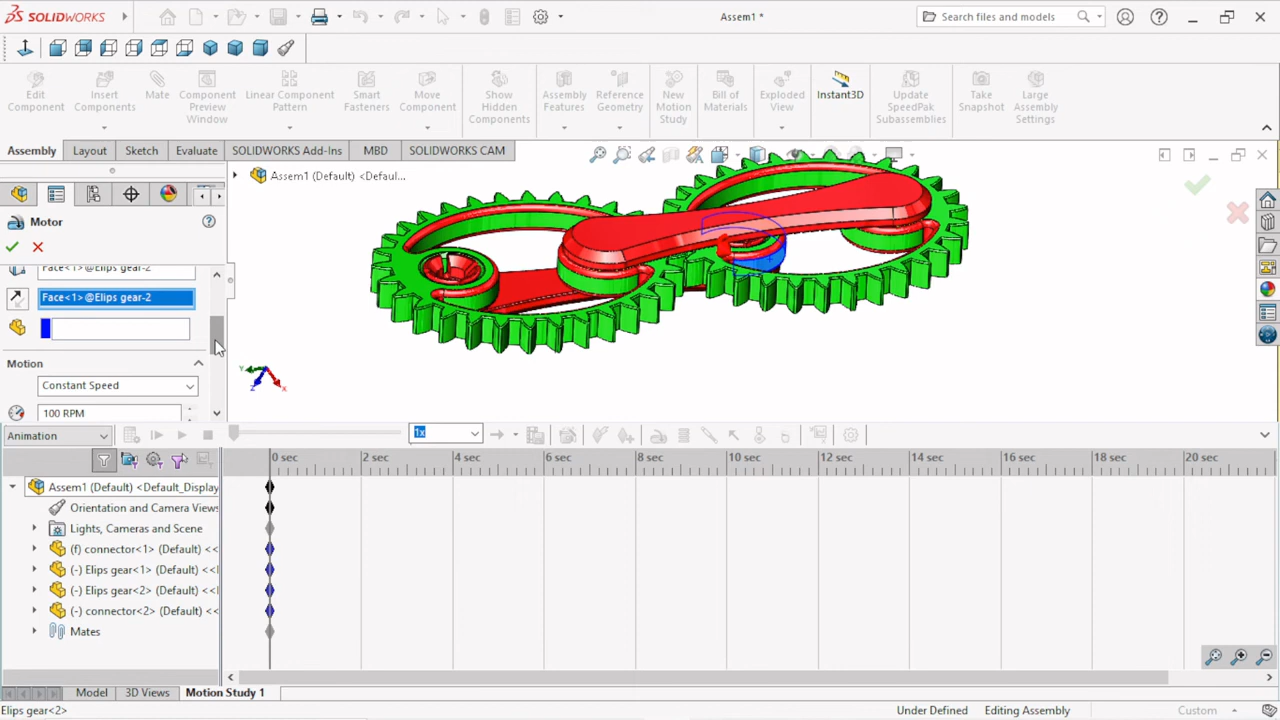 SOLIDWORKS
Assem1 *
Search files and models
Edit Component
Insert Components
Mate
Component Preview Window
Linear Component Pattern
Smart Fasteners
Move Component
Show Hidden Components
Assembly Features
Reference Geometry
New Motion Study
Bill of Materials
Exploded View
Instant3D
Update SpeedPak Subassemblies
Take Snapshot
Large Assembly Settings
Assembly
Layout
Sketch
Evaluate
SOLIDWORKS Add-Ins
MBD
SOLIDWORKS CAM
Assem1 (Default) <Defaul...
Motor
Face<1>@Elips gear-2
Face<1>@Elips gear-2
Motion
Constant Speed
100 RPM
Y
Z
X
Animation
1x
0 sec
2 sec
4 sec
6 sec
8 sec
10 sec
12 sec
14 sec
16 sec
18 sec
20 sec
Assem1 (Default) <Default_Display
Orientation and Camera Views
Lights, Cameras and Scene
(f) connector<1> (Default) <<
(-) Elips gear<1> (Default) <<
(-) Elips gear<2> (Default) <<
(-) connector<2> (Default) <<
Mates
Model
3D Views
Motion Study 1
Elips gear<2>
Under Defined
Editing Assembly
Custom